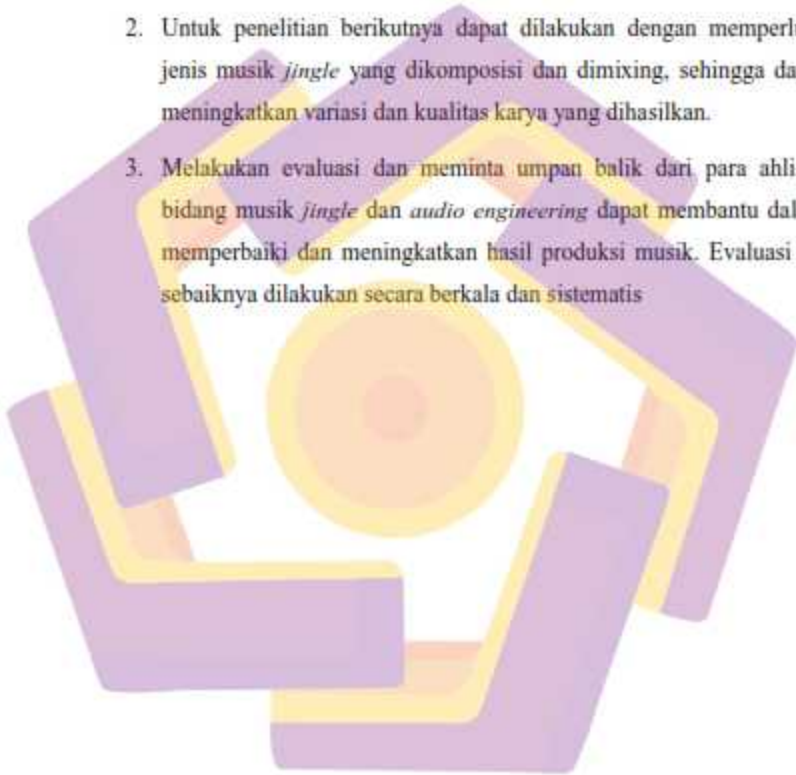 2. Untuk penelitian berikutnya dapat dilakukan dengan memperlu
jenis musik jingle yang dikomposisi dan dimixing, sehingga da
meningkatkan variasi dan kualitas karya yang dihasilkan.
3. Melakukan evaluasi dan meminta umpan balik dari para ahli
bidang musik jingle dan audio engineering dapat membantu dal
memperbaiki dan meningkatkan hasil produksi musik. Evaluasi
sebaiknya dilakukan secara berkala dan sistematis